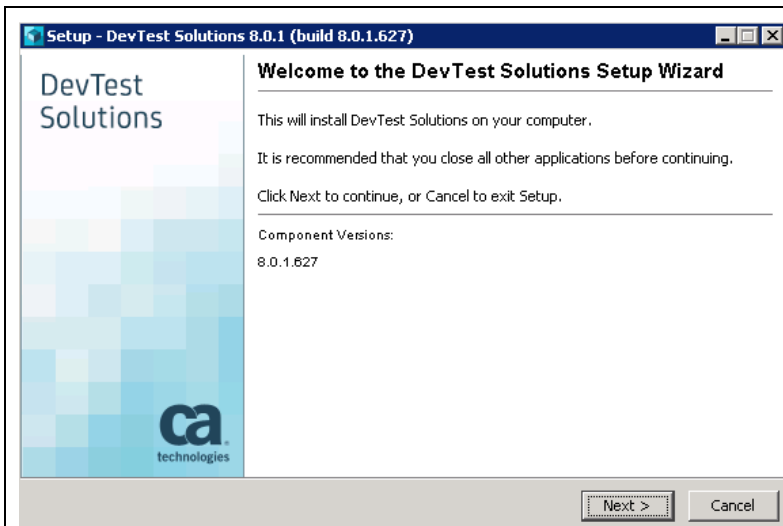 Setup - DevTest Solutions 8.0.1 (build 8.0.1.627)
DevTest
Solutions
Welcome to the DevTest Solutions Setup Wizard
This will install DevTest Solutions on your computer.
It is recommended that you close all other applications before continuing.
Click Next to continue, or Cancel to exit Setup.
Component Versions:
8.0.1.627
ca
technologies
Next >
Cancel